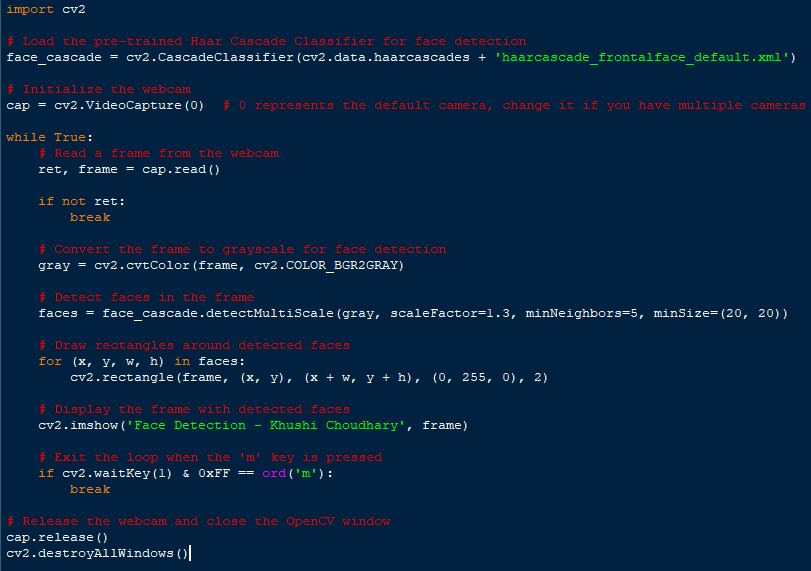 import cv2
# Load the pre-trained Haar Cascade Classifier for face detection
face_cascade = cv2.CascadeClassifier(cv2.data.haarcascades + 'haarcascade_frontalface_default.xml')
# Initialize the webcam
cap = cv2.VideoCapture(0)  # 0 represents the default camera, change it if you have multiple cameras
while True:
    # Read a frame from the webcam
    ret, frame = cap.read()
    if not ret:
        break
    # Convert the frame to grayscale for face detection
    gray = cv2.cvtColor(frame, cv2.COLOR_BGR2GRAY)
    # Detect faces in the frame
    faces = face_cascade.detectMultiScale(gray, scaleFactor=1.3, minNeighbors=5, minSize=(20, 20))
    # Draw rectangles around detected faces
    for (x, y, w, h) in faces:
        cv2.rectangle(frame, (x, y), (x + w, y + h), (0, 255, 0), 2)
    # Display the frame with detected faces
    cv2.imshow('Face Detection - Khushi Choudhary', frame)
    # Exit the loop when the 'm' key is pressed
    if cv2.waitKey(1) & 0xFF == ord('m'):
        break
# Release the webcam and close the OpenCV window
cap.release()
cv2.destroyAllWindows()